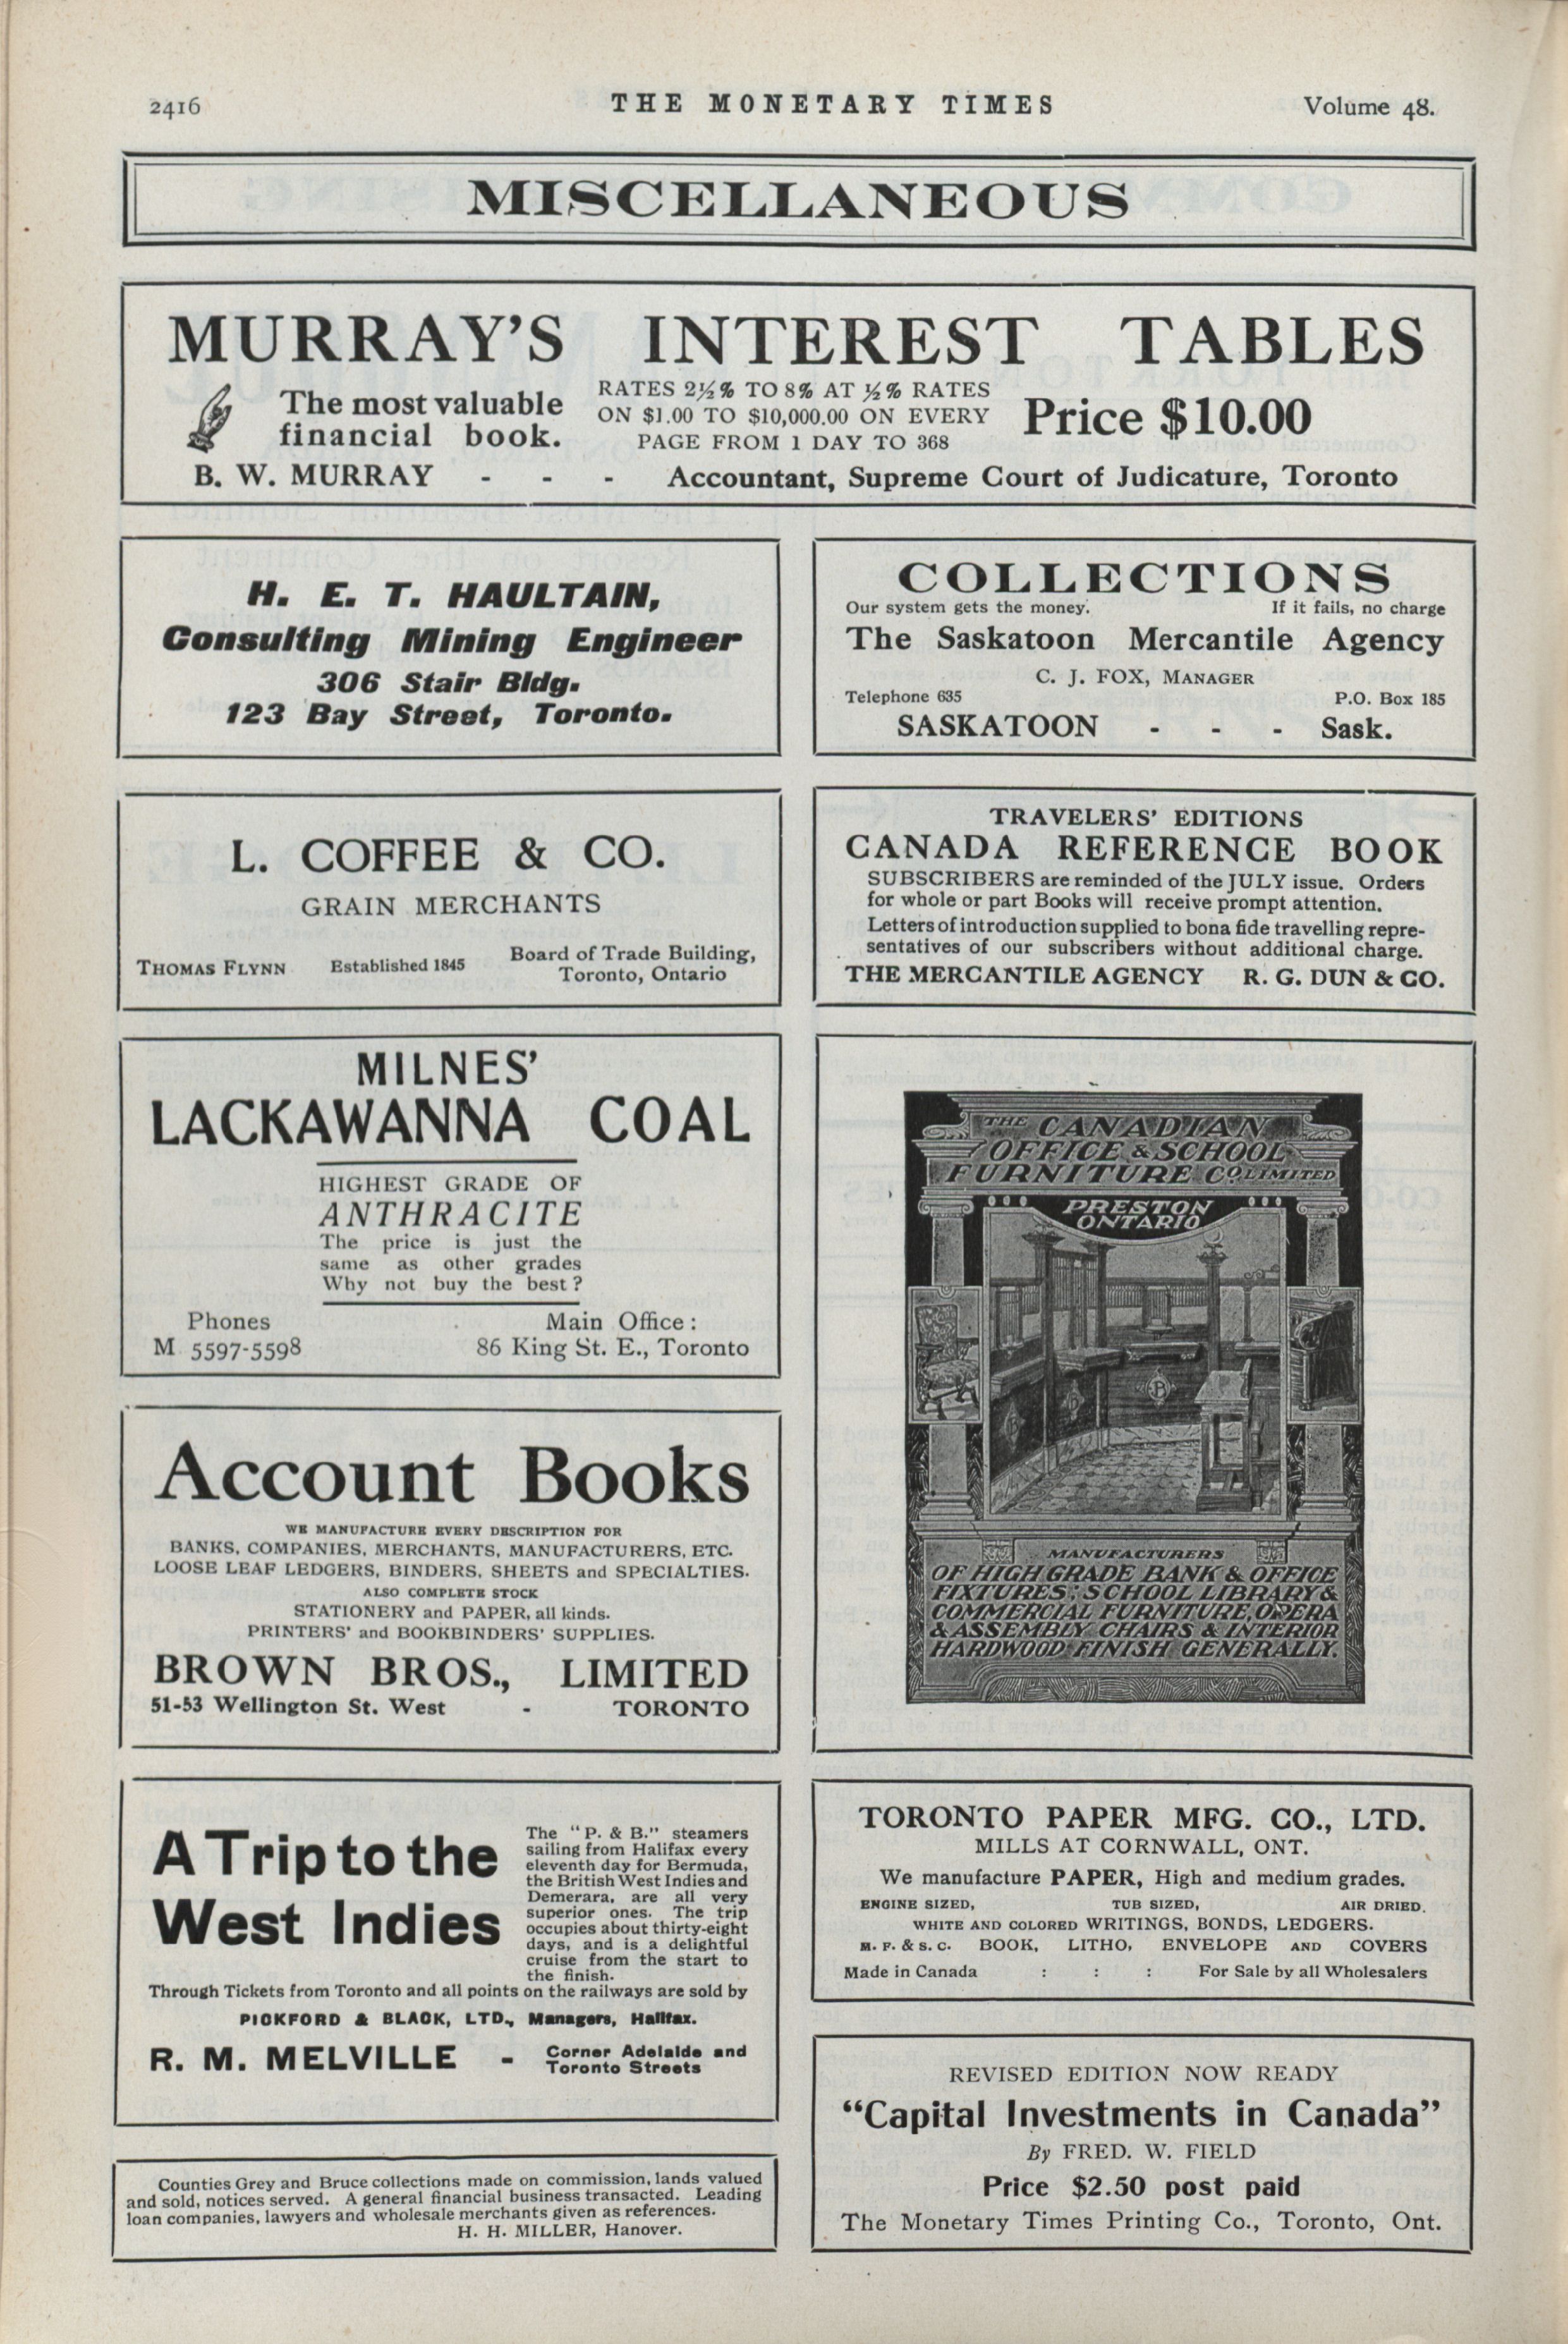 2416
THE MONETARY TIMES
Volume 48.
MISCELLANEOUS
MURRAY'S INTEREST TABLES
The most valuable
financial book.
RATES 2½% TO 8% AT ½% RATES
ON $1.00 TO $10,000.00 ON EVERY
PAGE FROM 1 DAY TO 368
Price $10.00
B. W. MURRAY - - - Accountant, Supreme Court of Judicature, Toronto
H. E. T. HAULTAIN,
Consulting Mining Engineer
306 Stair Bldg.
123 Bay Street, Toronto.
COLLECTIONS
Our system gets the money. If it fails, no charge
The Saskatoon Mercantile Agency
C. J. FOX, MANAGER
Telephone 635 P.O. Box 185
SASKATOON - - - Sask.
L. COFFEE & CO.
GRAIN MERCHANTS
THOMAS FLYNN Established 1845
Board of Trade Building,
Toronto, Ontario
TRAVELERS' EDITIONS
CANADA REFERENCE BOOK
SUBSCRIBERS are reminded of the JULY issue. Orders
for whole or part Books will receive prompt attention.
Letters of introduction supplied to bona fide travelling repre-
sentatives of our subscribers without additional charge.
THE MERCANTILE AGENCY R. G. DUN & CO.
MILNES'
LACKAWANNA COAL
HIGHEST GRADE OF
ANTHRACITE
The price is just the
same as other grades
Why not buy the best?
Phones
M 5597-5598
Main Office:
86 King St. E., Toronto
THE CANADIAN
OFFICE & SCHOOL
FURNITURE CO. LIMITED
PRESTON
ONTARIO
B
MANUFACTURERS
OF HIGH GRADE BANK & OFFICE
FIXTURES; SCHOOL LIBRARY &
COMMERCIAL FURNITURE, OPERA
& ASSEMBLY CHAIRS & INTERIOR
HARDWOOD FINISH GENERALLY.
Account Books
WE MANUFACTURE EVERY DESCRIPTION FOR
BANKS, COMPANIES, MERCHANTS, MANUFACTURERS, ETC.
LOOSE LEAF LEDGERS, BINDERS, SHEETS and SPECIALTIES.
ALSO COMPLETE STOCK
STATIONERY and PAPER, all kinds.
PRINTERS' and BOOKBINDERS' SUPPLIES.
BROWN BROS., LIMITED
51-53 Wellington St. West - TORONTO
A Trip to the
West Indies
The "P. & B." steamers
sailing from Halifax every
eleventh day for Bermuda,
the British West Indies and
Demerara, are all very
superior ones. The trip
occupies about thirty-eight
days, and is a delightful
cruise from the start to
the finish.
Through Tickets from Toronto and all points on the railways are sold by
PICKFORD & BLACK, LTD., Managers, Halifax.
R. M. MELVILLE - Corner Adelaide and
Toronto Streets
TORONTO PAPER MFG. CO., LTD.
MILLS AT CORNWALL, ONT.
We manufacture PAPER, High and medium grades.
ENGINE SIZED, TUB SIZED, AIR DRIED.
WHITE AND COLORED WRITINGS, BONDS, LEDGERS.
M. F. & S. C. BOOK, LITHO, ENVELOPE AND COVERS
Made in Canada : : : For Sale by all Wholesalers
Counties Grey and Bruce collections made on commission, lands valued
and sold, notices served. A general financial business transacted. Leading
loan companies, lawyers and wholesale merchants given as references.
H. H. MILLER, Hanover.
REVISED EDITION NOW READY
"Capital Investments in Canada"
By FRED. W. FIELD
Price $2.50 post paid
The Monetary Times Printing Co., Toronto, Ont.